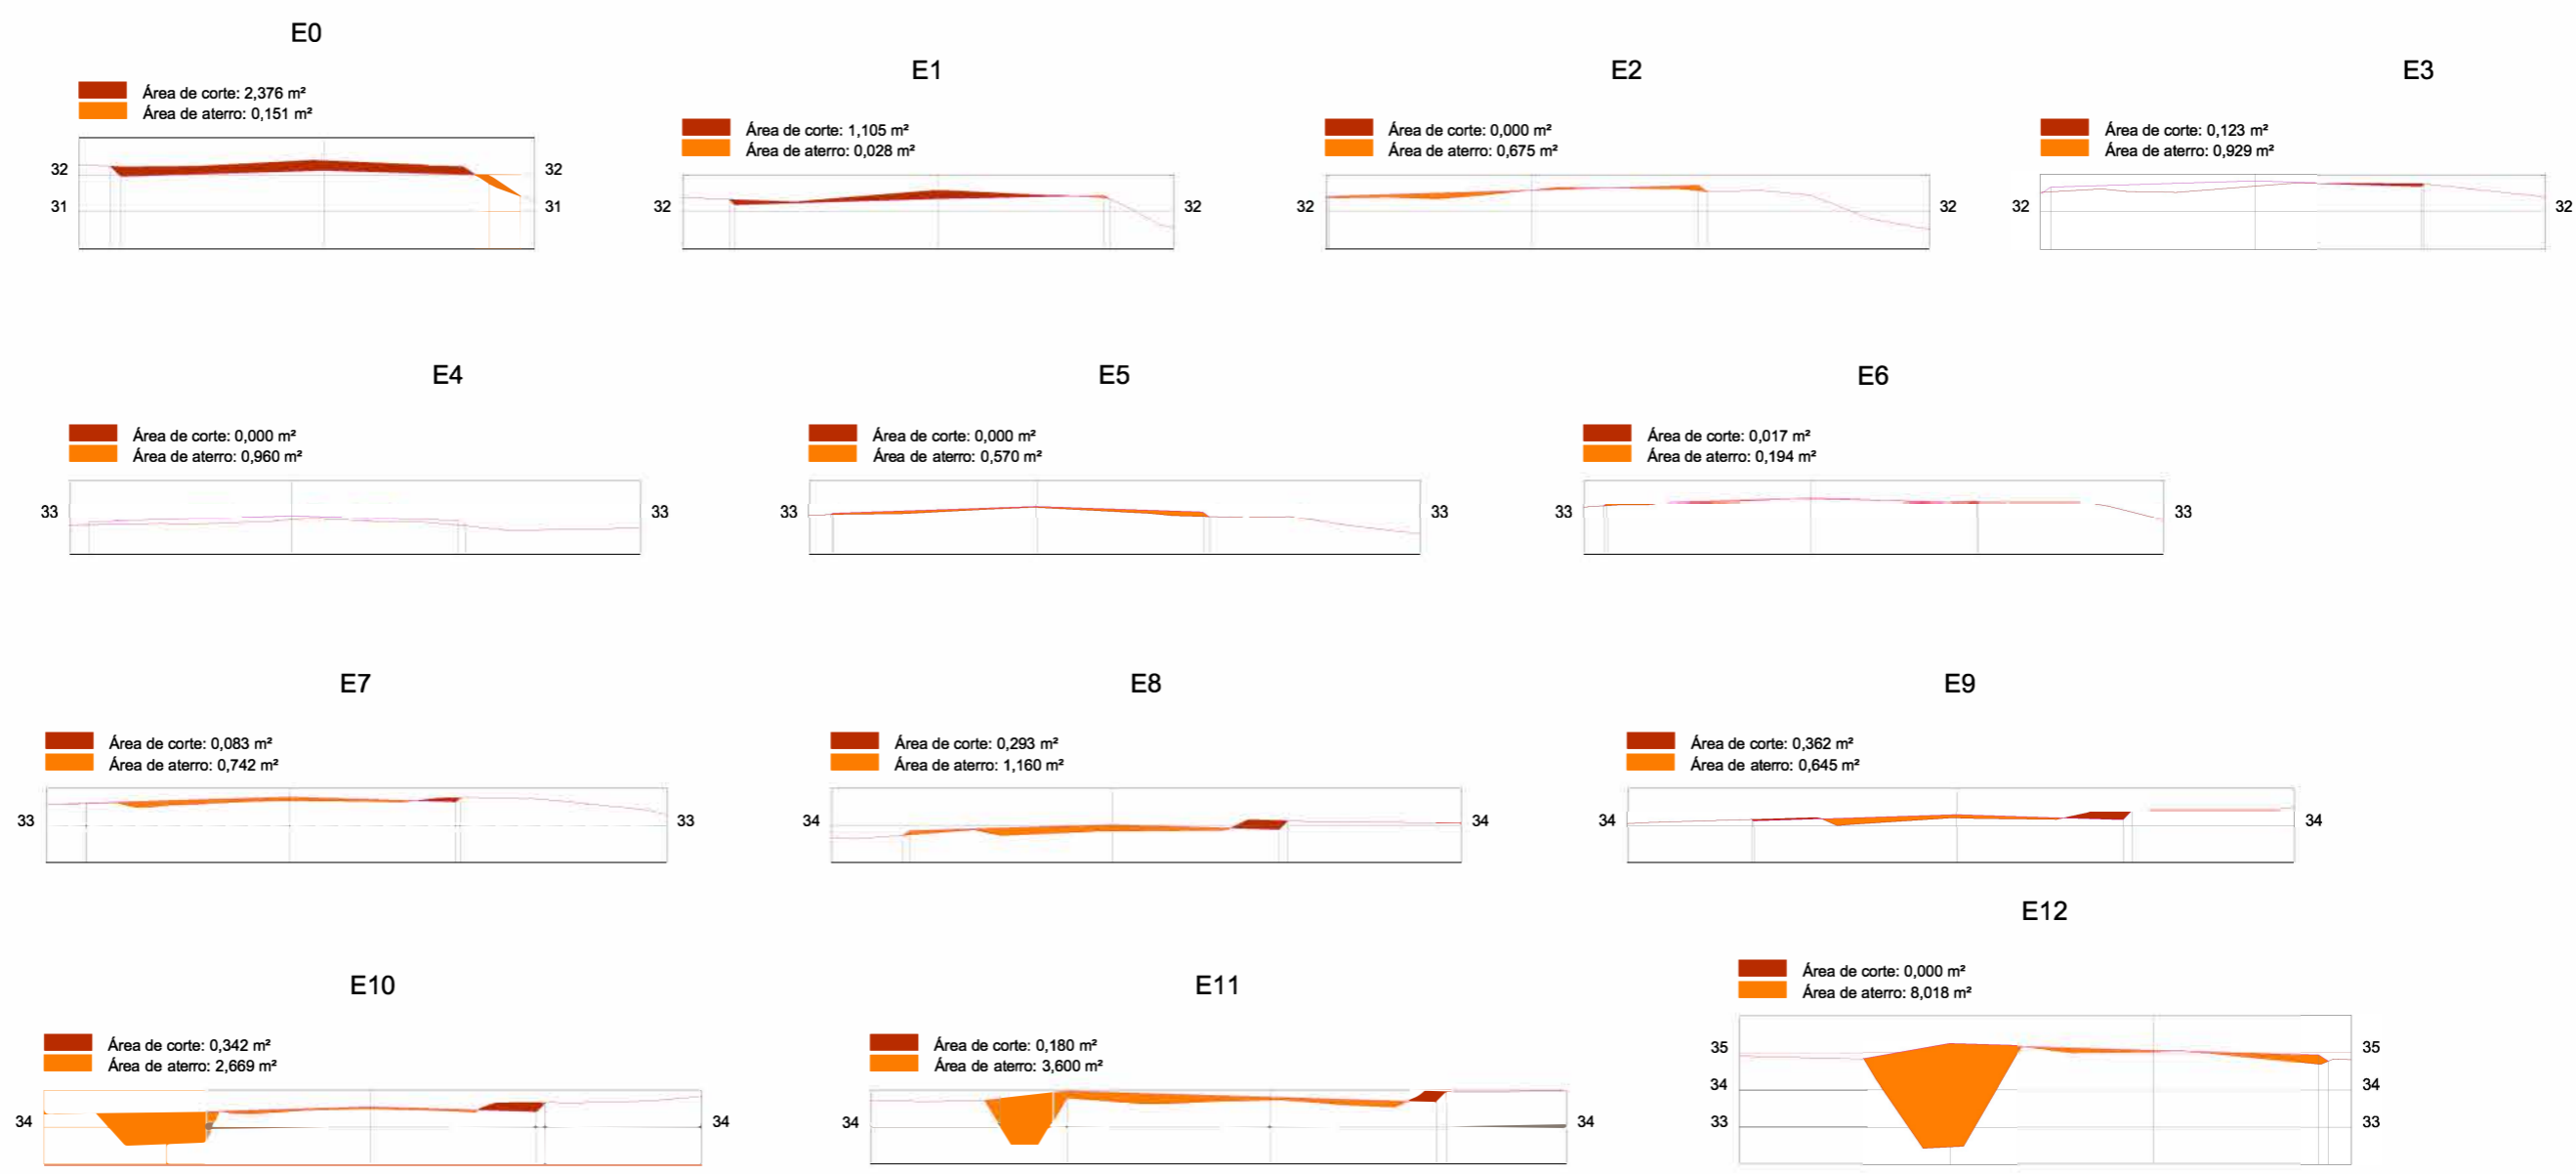 E0
Área de corte: 2,376 m²
Área de aterro: 0,151 m²
32
32
31
31
E1
Área de corte: 1,105 m²
Área de aterro: 0,028 m²
32
32
E2
Área de corte: 0,000 m²
Área de aterro: 0,675 m²
32
32
E3
Área de corte: 0,123 m²
Área de aterro: 0,929 m²
32
32
E4
Área de corte: 0,000 m²
Área de aterro: 0,960 m²
33
33
E5
Área de corte: 0,000 m²
Área de aterro: 0,570 m²
33
33
E6
Área de corte: 0,017 m²
Área de aterro: 0,194 m²
33
33
E7
Área de corte: 0,083 m²
Área de aterro: 0,742 m²
33
33
E8
Área de corte: 0,293 m²
Área de aterro: 1,160 m²
34
34
E9
Área de corte: 0,362 m²
Área de aterro: 0,645 m²
34
34
E10
Área de corte: 0,342 m²
Área de aterro: 2,669 m²
34
34
E11
Área de corte: 0,180 m²
Área de aterro: 3,600 m²
34
34
E12
Área de corte: 0,000 m²
Área de aterro: 8,018 m²
35
35
34
34
33
33